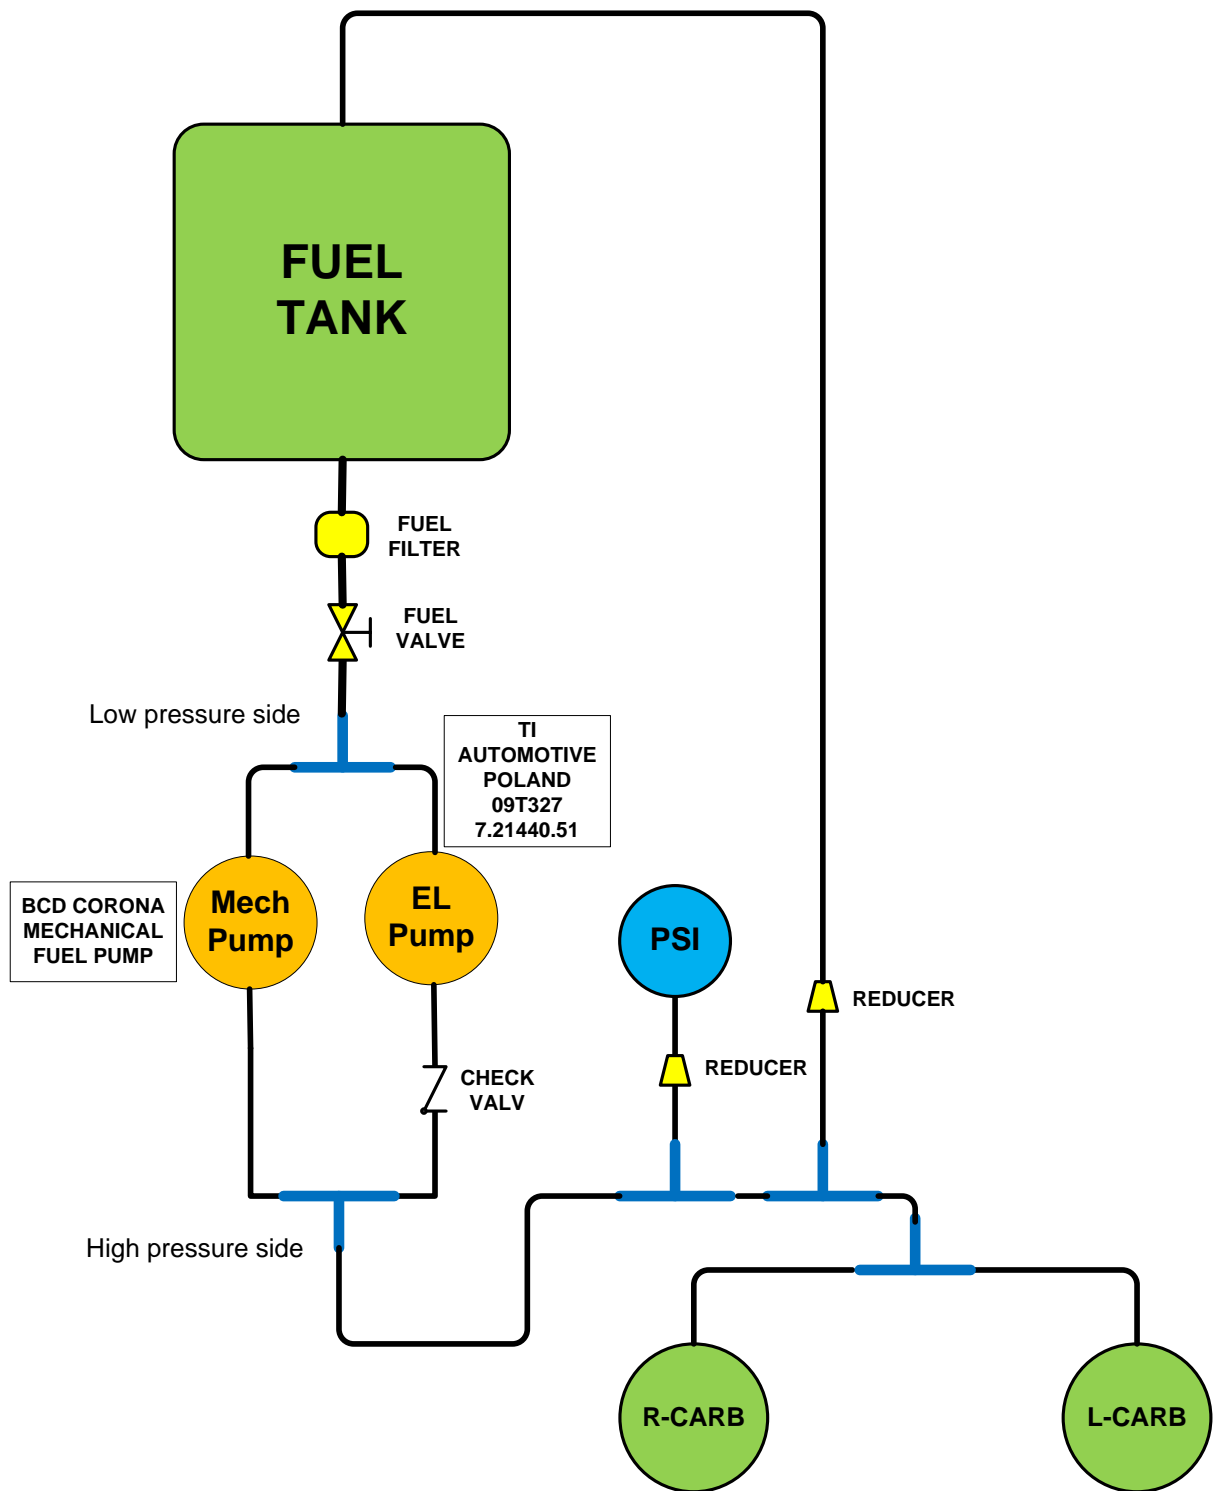 FUEL
TANK
FUEL
FILTER
FUEL
VALVE
Low pressure side
TI
AUTOMOTIVE
POLAND
09T327
7.21440.51
BCD CORONA
MECHANICAL
FUEL PUMP
Mech
Pump
EL
Pump
PSI
REDUCER
REDUCER
CHECK
VALV
High pressure side
R-CARB
L-CARB